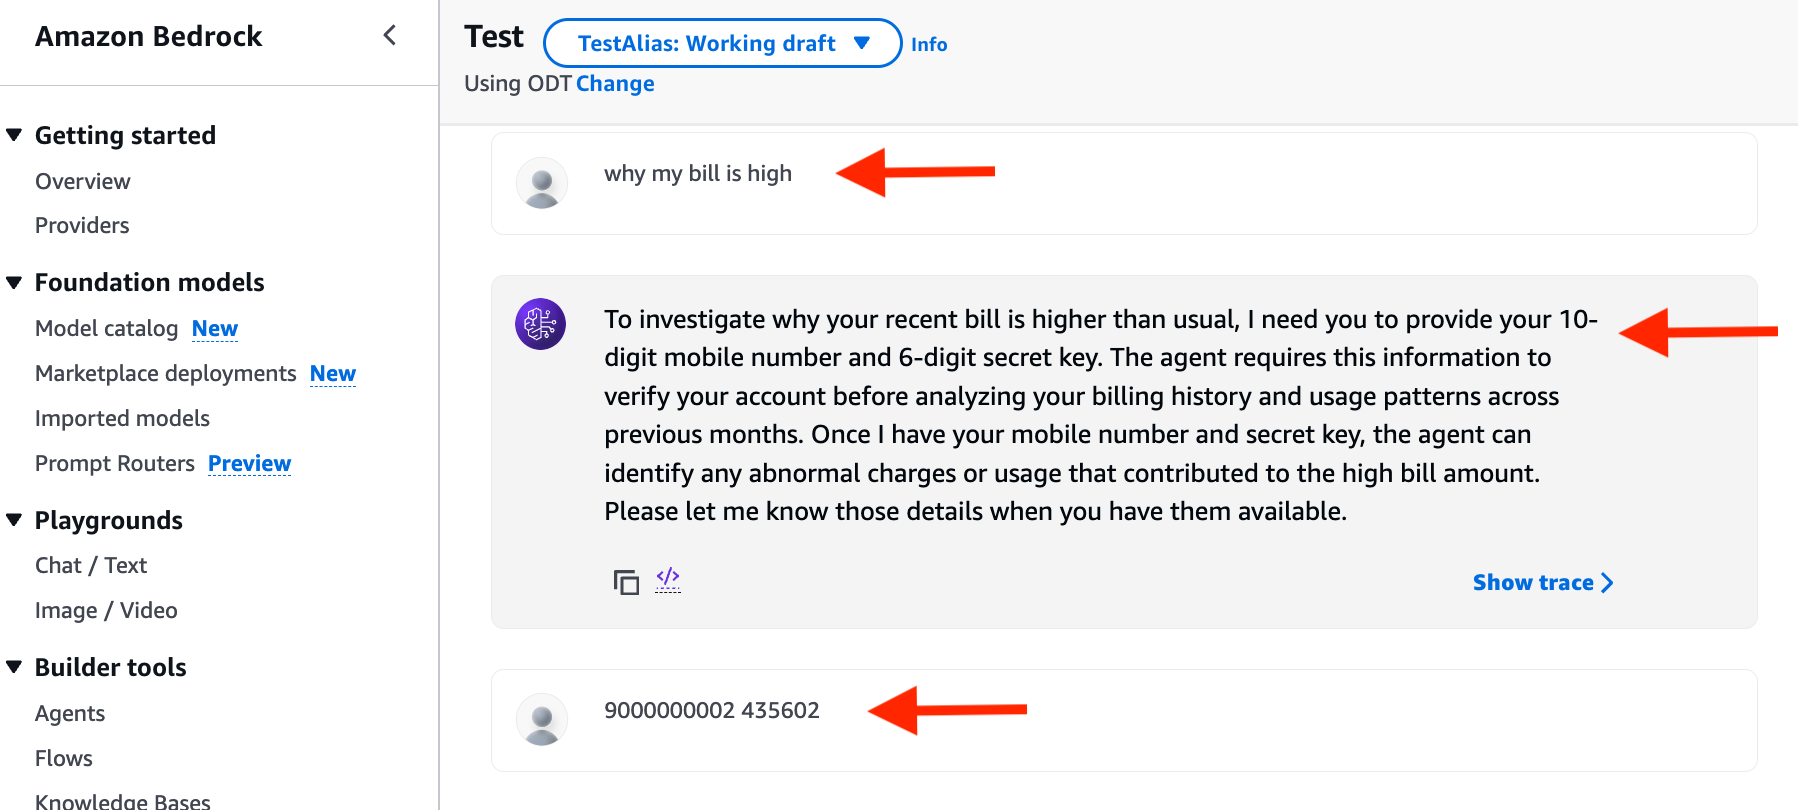 Amazon Bedrock
Getting started
Overview
Providers
Foundation models
Model catalog New
Marketplace deployments New
Imported models
Prompt Routers Preview
Playgrounds
Chat / Text
Image / Video
Builder tools
Agents
Flows
Knowledge Bases
Test TestAlias: Working draft Info
Using ODT Change
why my bill is high
To investigate why your recent bill is higher than usual, I need you to provide your 10-
digit mobile number and 6-digit secret key. The agent requires this information to
verify your account before analyzing your billing history and usage patterns across
previous months. Once I have your mobile number and secret key, the agent can
identify any abnormal charges or usage that contributed to the high bill amount.
Please let me know those details when you have them available.
</>
Show trace
9000000002 435602